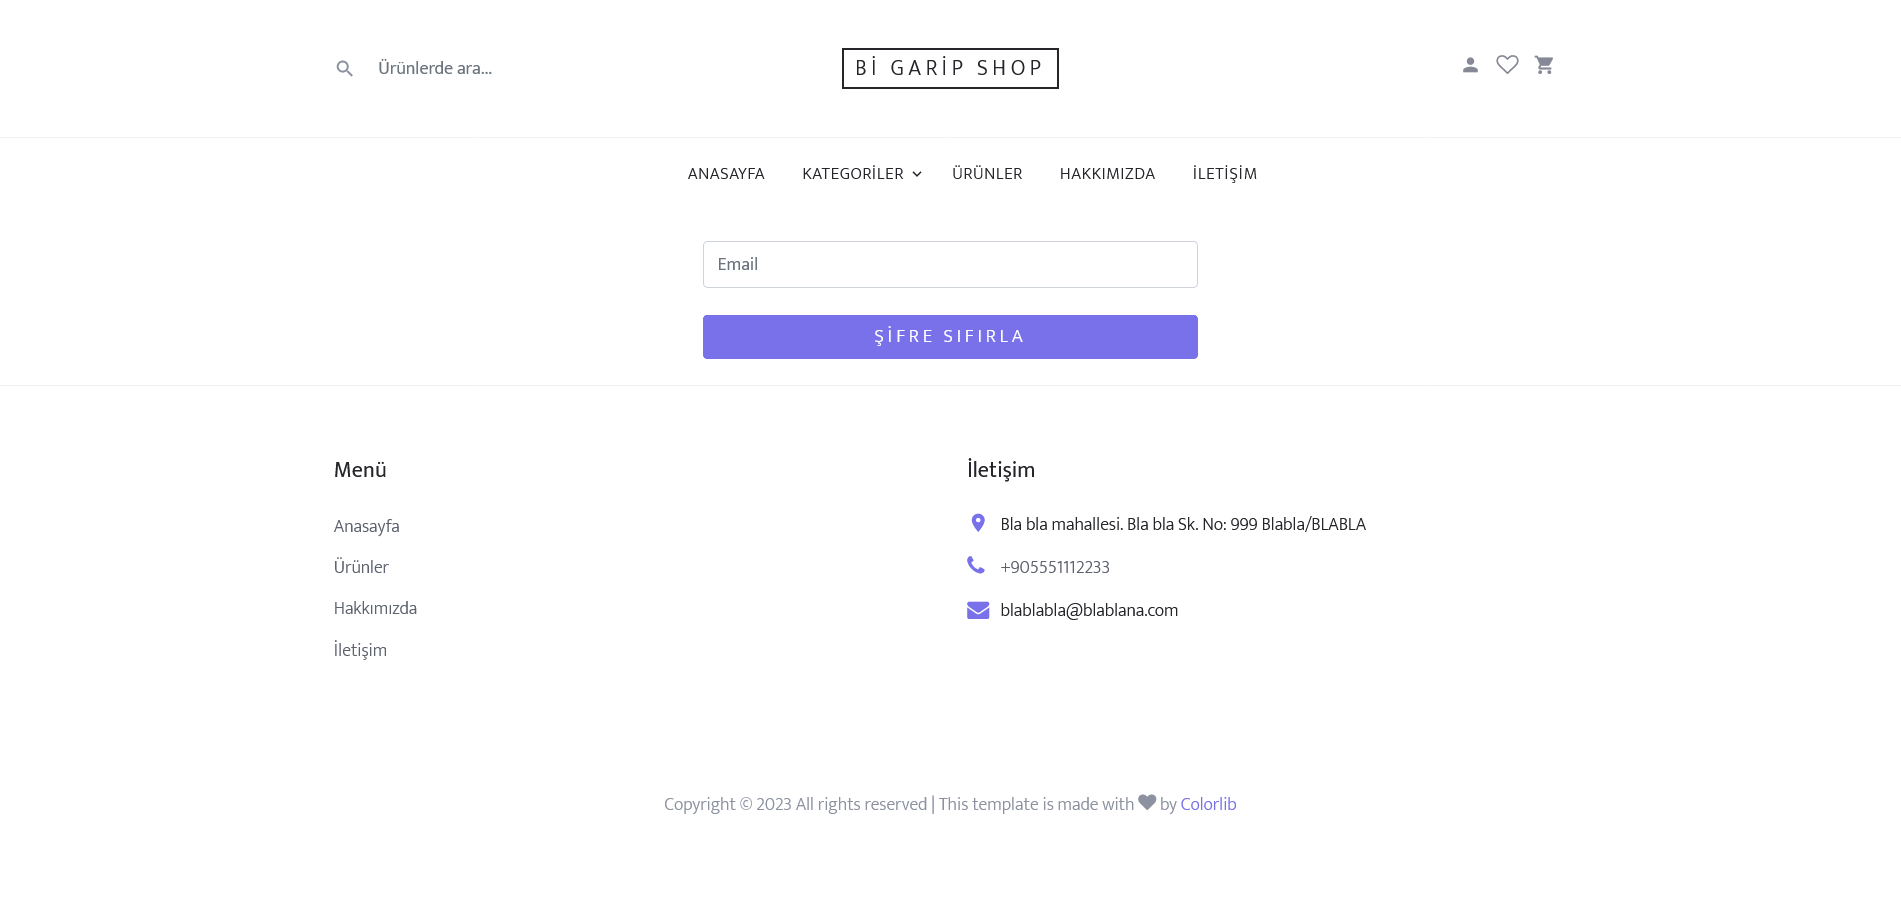 Ürünlerde ara...
Bİ GARİP SHOP
ANASAYFA KATEGORİLER ÜRÜNLER HAKKIMIZDA İLETİŞİM
Email
ŞİFRE SIFIRLA
Menü
Anasayfa
Ürünler
Hakkımızda
İletişim
İletişim
Bla bla mahallesi. Bla bla Sk. No: 999 Blabla/BLABLA
+905551112233
blablabla@blablana.com
Copyright © 2023 All rights reserved | This template is made with by Colorlib